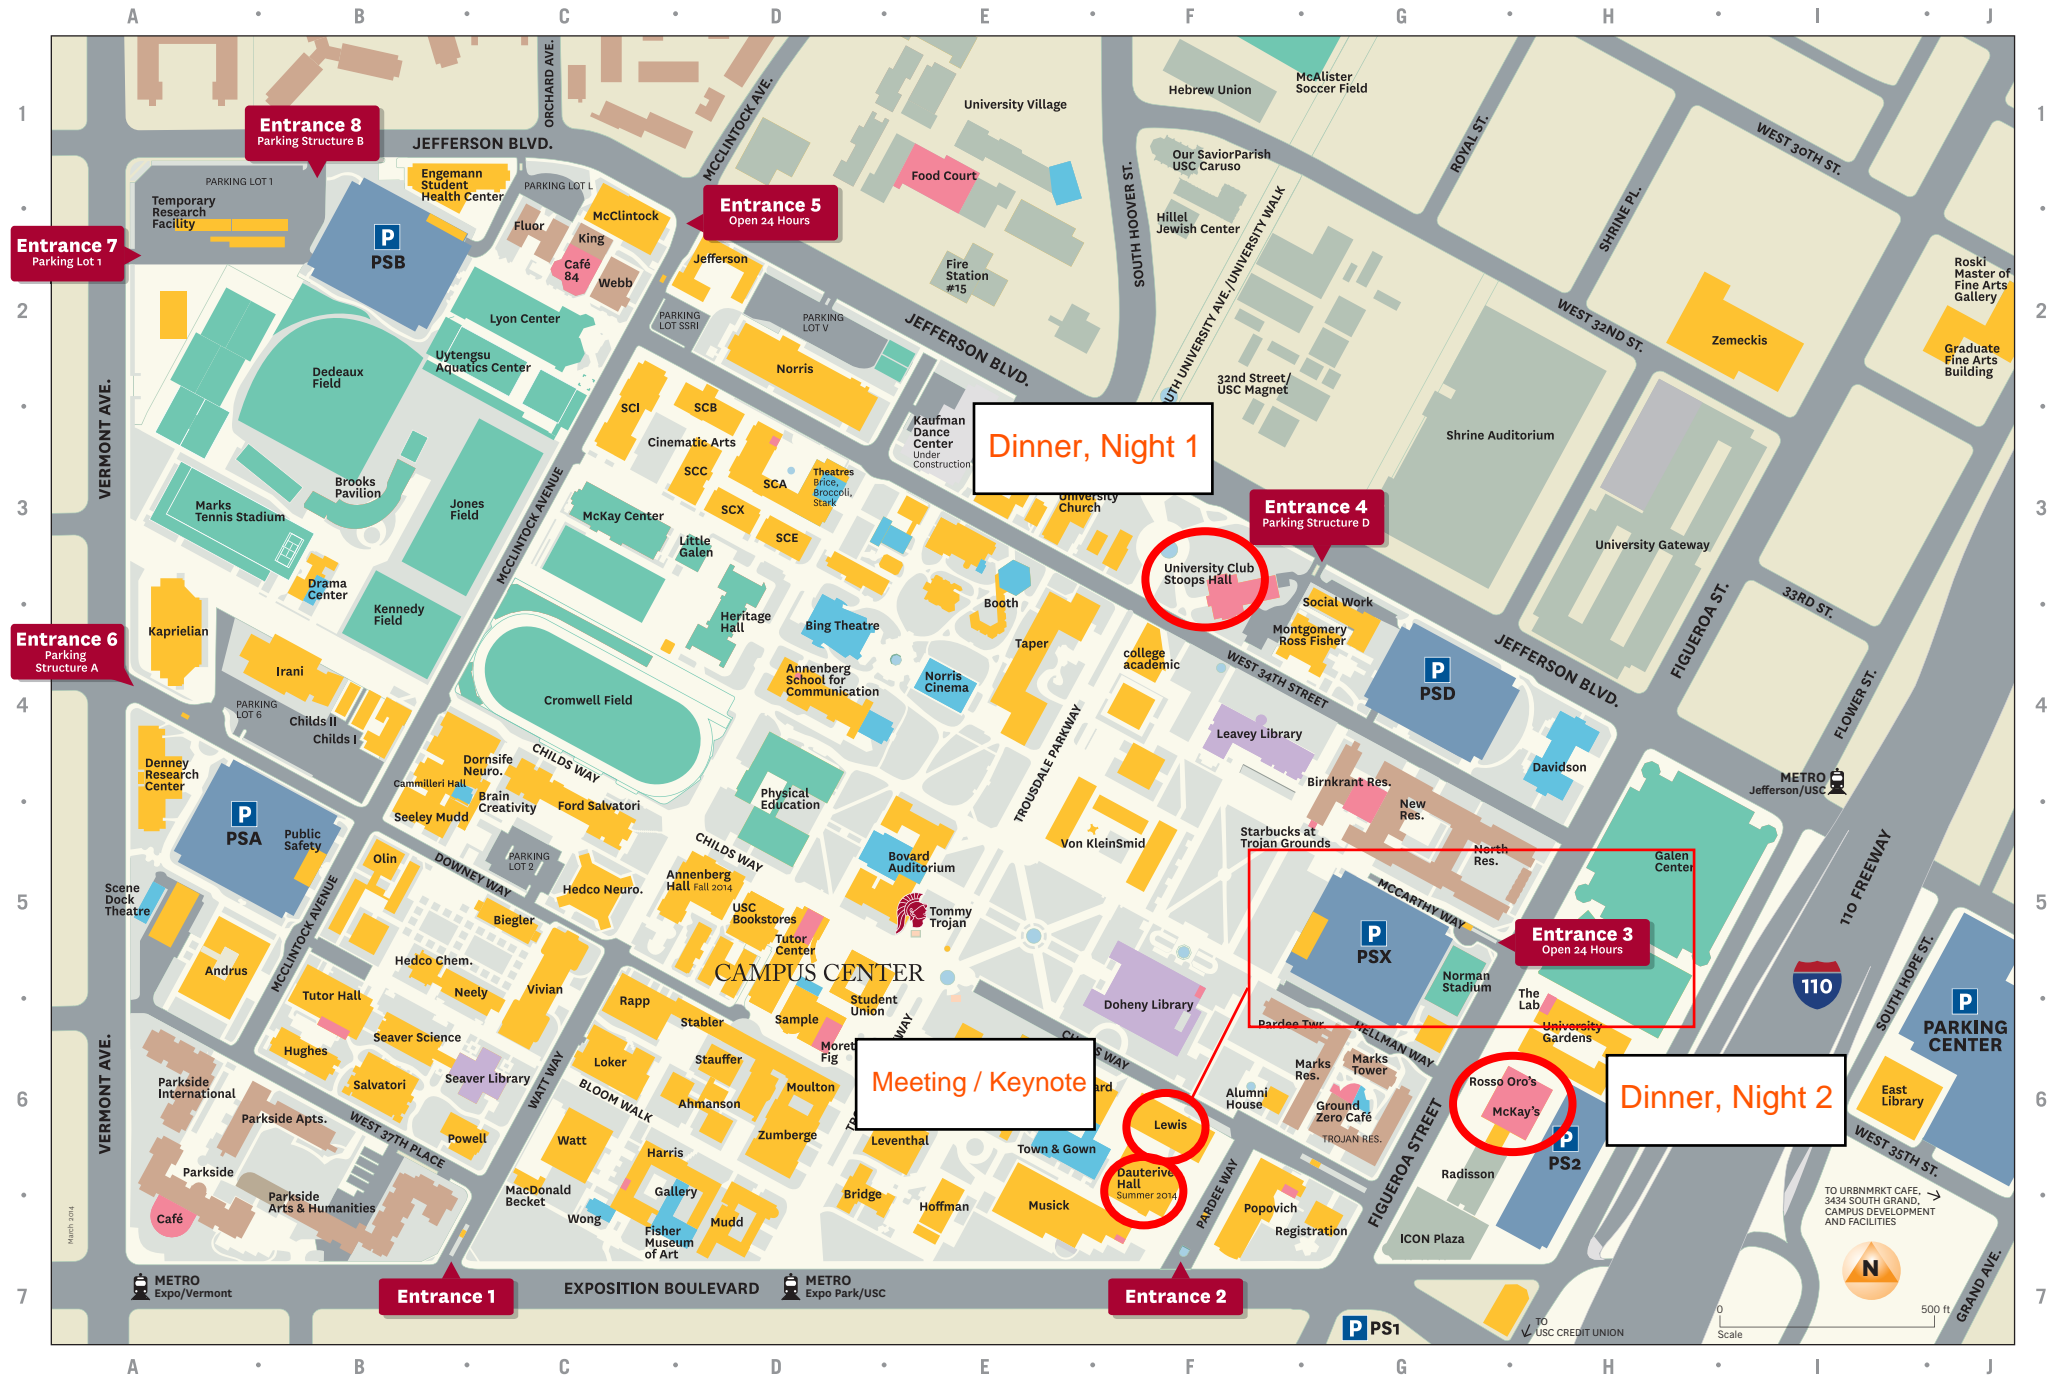 A B C D E F G H I J
1
2
3
4
5
6
7
1
2
3
4
5
6
7
A B C D E F G H I J
Entrance 8
Parking Structure B
JEFFERSON BLVD.
ORCHARD AVE.
MCCLINTOCK AVE.
University Village
Food Court
Hebrew Union
McAlister
Soccer Field
Our SaviorParish
USC Caruso
Hillel
Jewish Center
SOUTH HOOVER ST.
UTH UNIVERSITY AVE./UNIVERSITY WALK
ROYAL ST.
SHRINE PL.
WEST 30TH ST.
WEST 32ND ST.
Roski
Master of
Fine Arts
Gallery
Graduate
Fine Arts
Building
Zemeckis
PARKING LOT 1
Temporary
Research
Facility
Entrance 7
Parking Lot 1
Engemann
Student
Health Center
PARKING LOT L
McClintock
Fluor
King
Café
84
Webb
Entrance 5
Open 24 Hours
Jefferson
P
PSB
Fire
Station
#15
Lyon Center
Uytengsu
Aquatics Center
PARKING
LOT SSRI
PARKING
LOT V
JEFFERSON BLVD.
Norris
32nd Street/
USC Magnet
Shrine Auditorium
University Gateway
Dedeaux
Field
VERMONT AVE.
SCI
SCB
Cinematic Arts
SCC
SCA
SCX
SCE
Theatres
Brice,
Broccoli,
Stark
Kaufman
Dance
Center
Under
Construction
Dinner, Night 1
University
Church
Entrance 4
Parking Structure D
Brooks
Pavilion
Marks
Tennis Stadium
Jones
Field
MCCLINTOCK AVENUE
McKay Center
Little
Galen
Heritage
Hall
Drama
Center
Kennedy
Field
Kaprielian
Irani
Entrance 6
Parking
Structure A
PARKING
LOT 6
Childs II
Childs I
Bing Theatre
Booth
Taper
University Club
Stoops Hall
Social Work
Montgomery
Ross Fisher
college
academic
WEST 34TH STREET
P
PSD
JEFFERSON BLVD.
FIGUEROA ST.
33RD ST.
FLOWER ST.
Annenberg
School for
Communication
Norris
Cinema
Cromwell Field
TROUSDALE PARKWAY
Leavey Library
Birnkrant Res.
New
Res.
North
Res.
Davidson
METRO
Jefferson/USC
110 FREEWAY
Denney
Research
Center
P
PSA
Public
Safety
Dornsife
Neuro.
Cammilleri Hall
Brain
Creativity
Seeley Mudd
CHILDS WAY
Ford Salvatori
Physical
Education
Von KleinSmid
Starbucks at
Trojan Grounds
Galen
Center
Scene
Dock
Theatre
Olin
DOWNEY WAY
PARKING
LOT 2
Hedco Neuro.
CHILDS WAY
Annenberg
Hall Fall 2014
USC
Bookstores
Tutor
Center
Bovard
Auditorium
Tommy
Trojan
CAMPUS CENTER
MCCARTHY WAY
P
PSX
Norman
Stadium
Entrance 3
Open 24 Hours
The
Lab
University
Gardens
110
SOUTH HOPE ST.
P
PARKING
CENTER
Andrus
MCCLINTOCK AVENUE
Biegler
Hedco Chem.
Neely
Vivian
Tutor Hall
Seaver Science
Hughes
Salvatori
Seaver Library
WATT WAY
Rapp
Stabler
Sample
Student
Union
Doheny Library
Pardee Twr.
HELLMAN WAY
Loker
Stauffer
Moulton
BLOOM WALK
Ahmanson
Zumberge
Meeting / Keynote
Leventhal
Town & Gown
Lewis
Dauterive
Hall
Summer 2014
Alumni
House
Marks
Res.
Marks
Tower
Ground
Zero Café
TROJAN RES.
Rosso Oro's
McKay's
Dinner, Night 2
P
PS2
East
Library
WEST 35TH ST.
VERMONT AVE.
Parkside
International
Parkside Apts.
WEST 37TH PLACE
Powell
Parkside
Parkside
Arts & Humanities
Café
March 2014
Watt
Harris
Gallery
MacDonald
Becket
Wong
Fisher
Museum
of Art
Mudd
Bridge
Hoffman
Musick
PARDEE WAY
Popovich
Registration
FIGUEROA STREET
Radisson
ICON Plaza
TO URBNMRKT CAFE,
3434 SOUTH GRAND,
CAMPUS DEVELOPMENT
AND FACILITIES
N
GRAND AVE.
METRO
Expo/Vermont
Entrance 1
EXPOSITION BOULEVARD
METRO
Expo Park/USC
Entrance 2
P PS1
TO
USC CREDIT UNION
0 500 ft
Scale